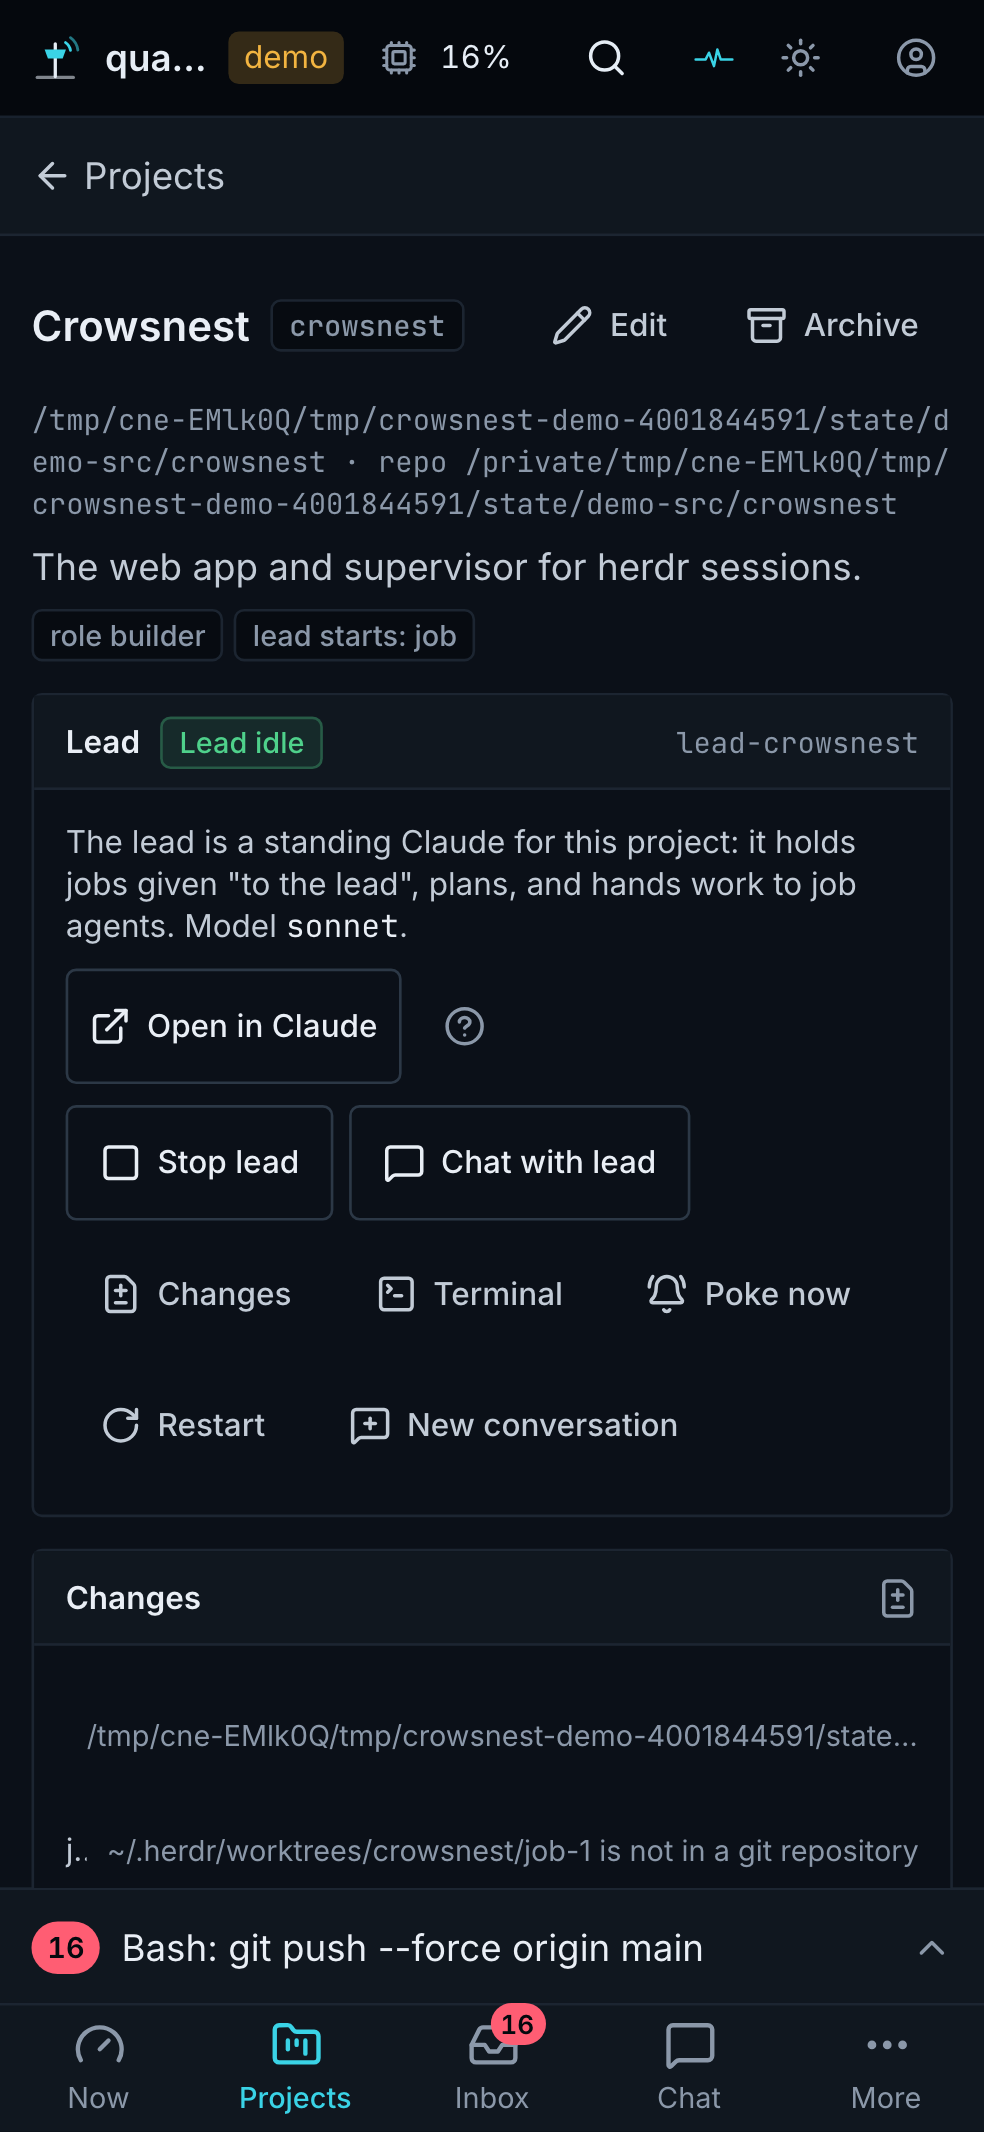 qua...
demo
16%
Projects
Crowsnest
crowsnest
Edit
Archive
/tmp/cne-EMlk0Q/tmp/crowsnest-demo-4001844591/state/d
emo-src/crowsnest · repo /private/tmp/cne-EMlk0Q/tmp/
crowsnest-demo-4001844591/state/demo-src/crowsnest
The web app and supervisor for herdr sessions.
role builder
lead starts: job
Lead
Lead idle
lead-crowsnest
The lead is a standing Claude for this project: it holds
jobs given "to the lead", plans, and hands work to job
agents. Model sonnet.
Open in Claude
Stop lead
Chat with lead
Changes
Terminal
Poke now
Restart
New conversation
Changes
/tmp/cne-EMlk0Q/tmp/crowsnest-demo-4001844591/state...
j..
~/.herdr/worktrees/crowsnest/job-1 is not in a git repository
16
Bash: git push --force origin main
16
Now
Projects
Inbox
Chat
More